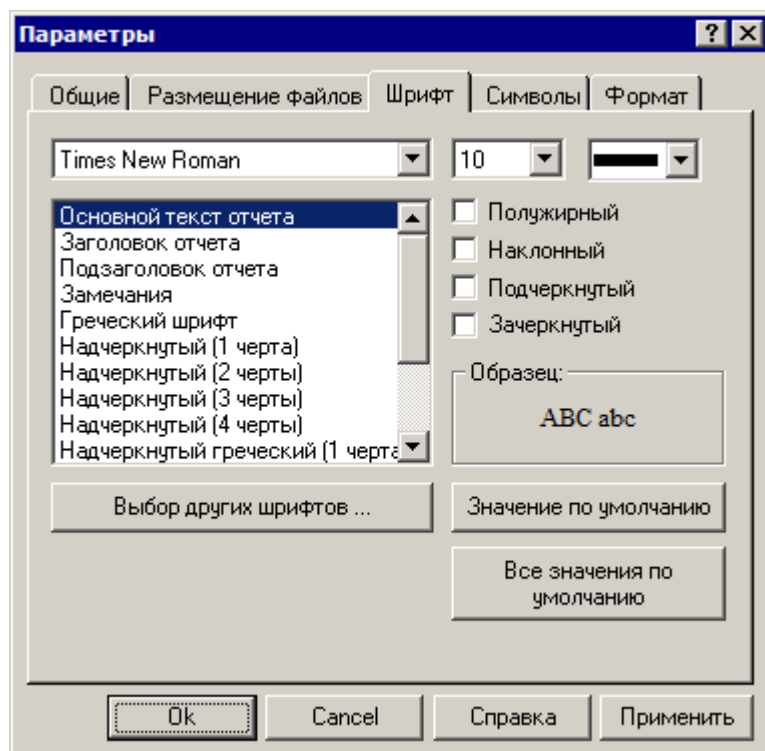 Параметры
Общие Размещение файлов Шрифт Символы Формат
Times New Roman 10
Основной текст отчета
Заголовок отчета
Подзаголовок отчета
Замечания
Греческий шрифт
Надчеркнутый (1 черта)
Надчеркнутый (2 черты)
Надчеркнутый (3 черты)
Надчеркнутый (4 черты)
Надчеркнутый греческий (1 черта
Полужирный
Наклонный
Подчеркнутый
Зачеркнутый
Образец:
ABC abc
Выбор других шрифтов ... Значение по умолчанию
Все значения по
умолчанию
Ok Cancel Справка Применить